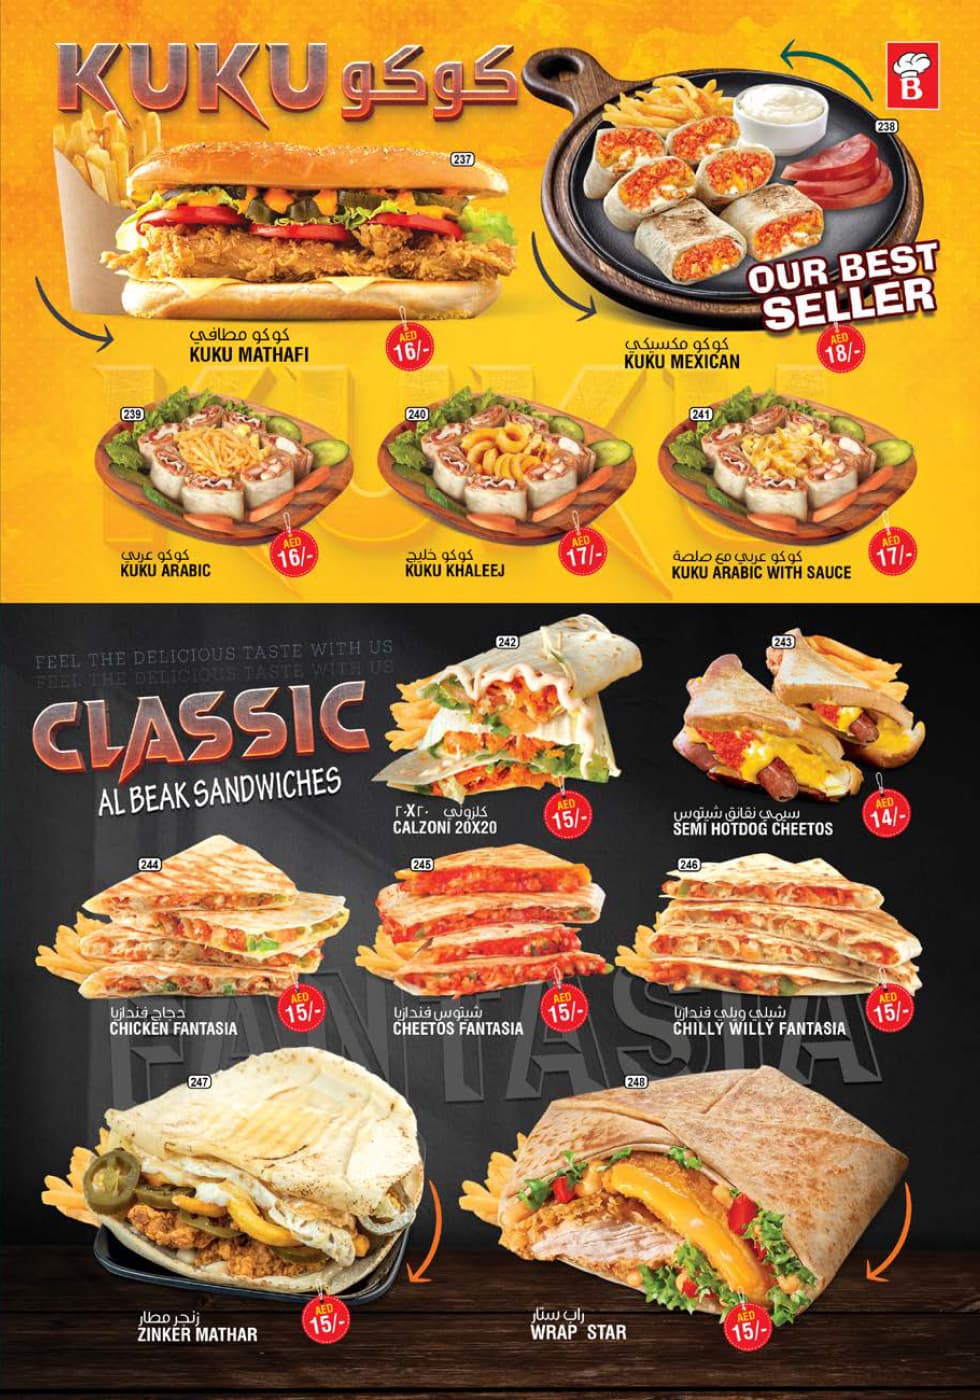 KUKU كوكو
B
237
238
OUR BEST
SELLER
كوكو مطافي
KUKU MATHAFI
AED
16/-
كوكو مكسيكي
KUKU MEXICAN
AED
18/-
KUKU
239
240
241
كوكو عربي
KUKU ARABIC
AED
16/-
كوكو خليج
KUKU KHALEEJ
AED
17/-
كوكو عربي مع صلصة
KUKU ARABIC WITH SAUCE
AED
17/-
FEEL THE DELICIOUS TASTE WITH US
FEEL THE DELICIOUS TASTE WITH US
CLASSIC
AL BEAK SANDWICHES
242
243
كلزوني ٢٠X٢٠
CALZONI 20X20
AED
15/-
سيمي نقانق شيتوس
SEMI HOTDOG CHEETOS
AED
14/-
244
245
246
دجاج فندازيا
CHICKEN FANTASIA
AED
15/-
شيتوس فندازيا
CHEETOS FANTASIA
AED
15/-
شيلي ويلي فندازيا
CHILLY WILLY FANTASIA
AED
15/-
FANTASIA
247
248
زنجر مطار
ZINKER MATHAR
AED
15/-
راب ستار
WRAP STAR
AED
15/-